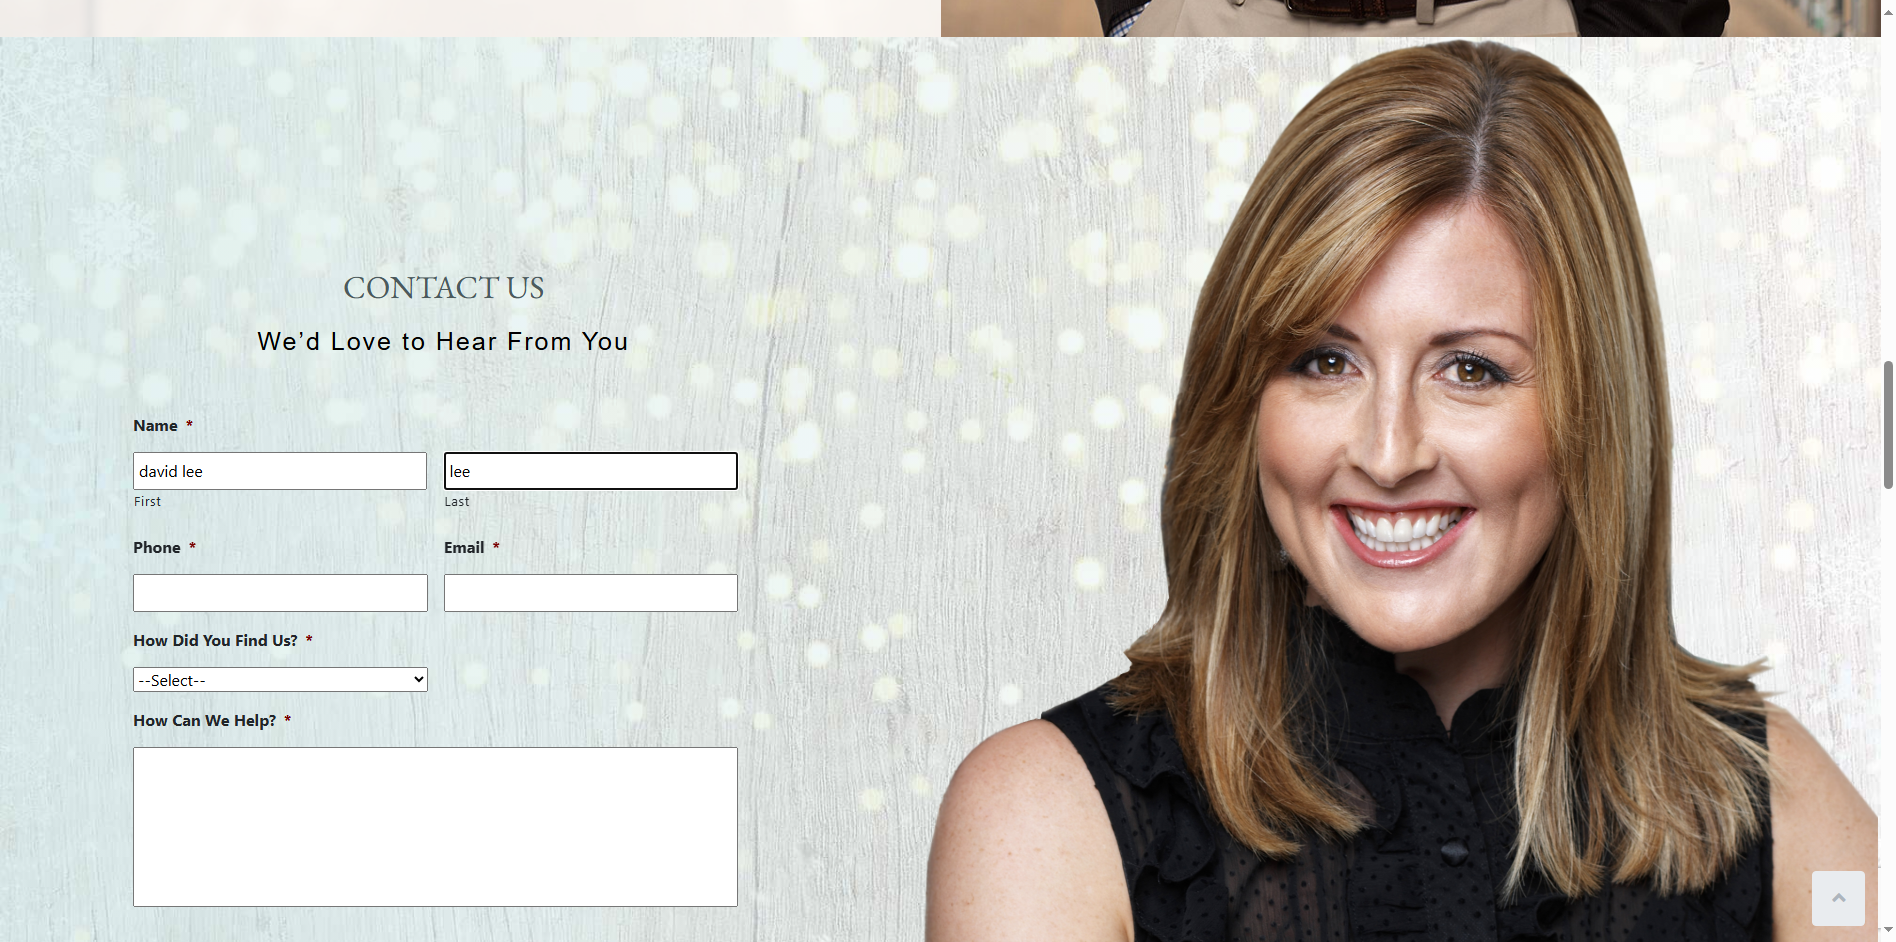 CONTACT US
We’d Love to Hear From You
Name *
david lee
lee
First
Last
Phone *
Email *
How Did You Find Us? *
--Select--
How Can We Help? *